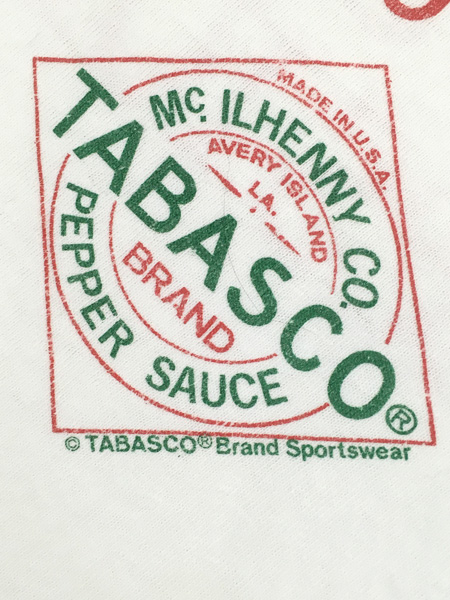 MADE IN U.S.A.
Mc. ILHENNY CO.
AVERY ISLAND
LA.
TABASCO®
BRAND
PEPPER SAUCE
© TABASCO® Brand Sportswear